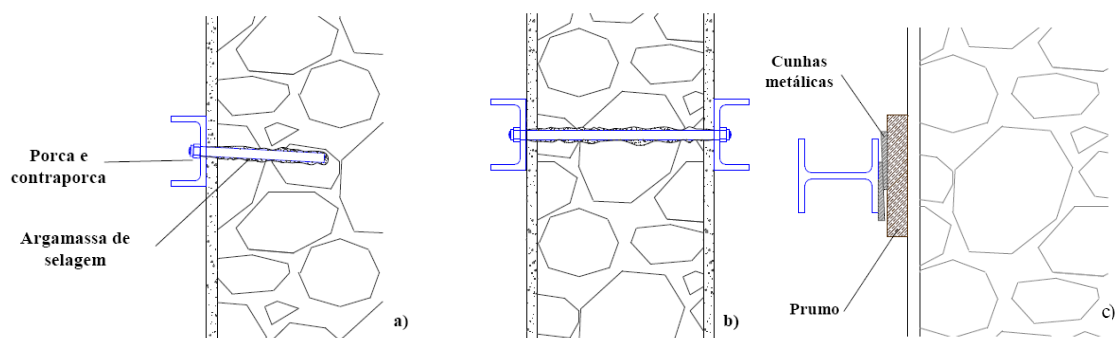 Porca e
contraporca
Argamassa de
selagem
a)
b)
Cunhas
metálicas
Prumo
c)